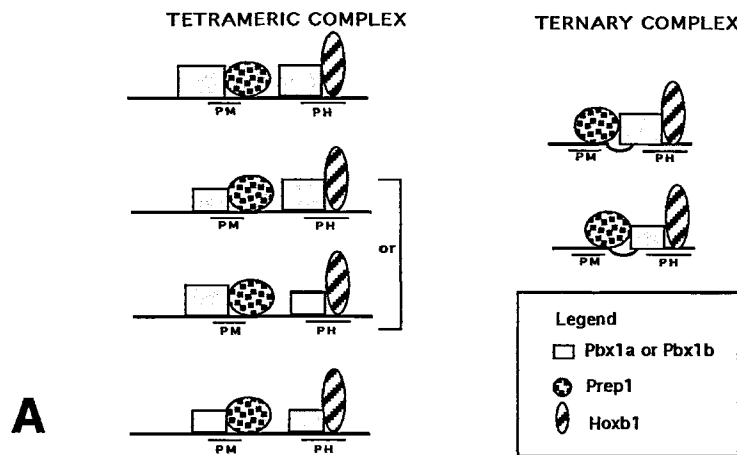 TETRAMERIC COMPLEX
TERNARY COMPLEX
PM PH
PM PH
PM PH
PM PH
or
PM PH
PM PH
Legend
Pbx1a or Pbx1b
Prep1
Hoxb1
A